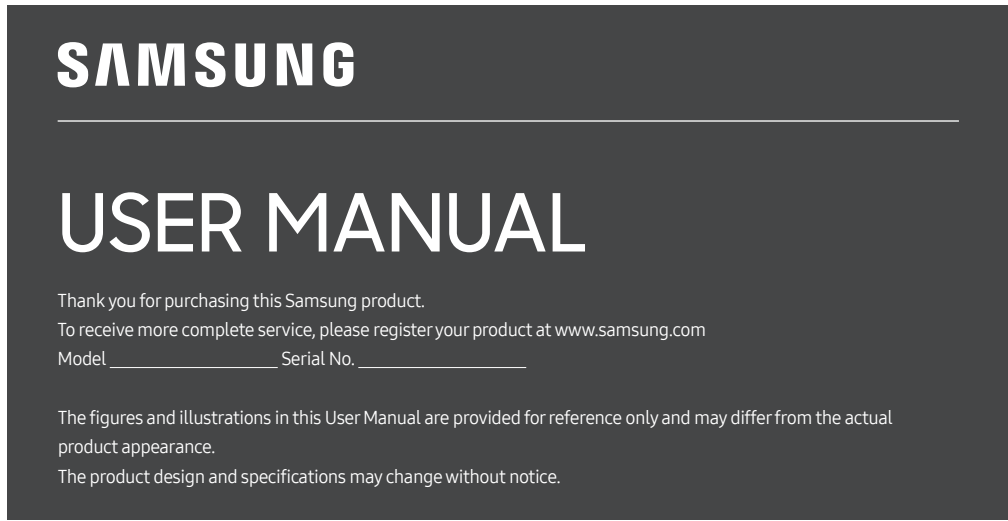 SAMSUNG
USER MANUAL
Thank you for purchasing this Samsung product.
To receive more complete service, please register your product at www.samsung.com
Model ____________________ Serial No. ____________________
The figures and illustrations in this User Manual are provided for reference only and may differ from the actual
product appearance.
The product design and specifications may change without notice.